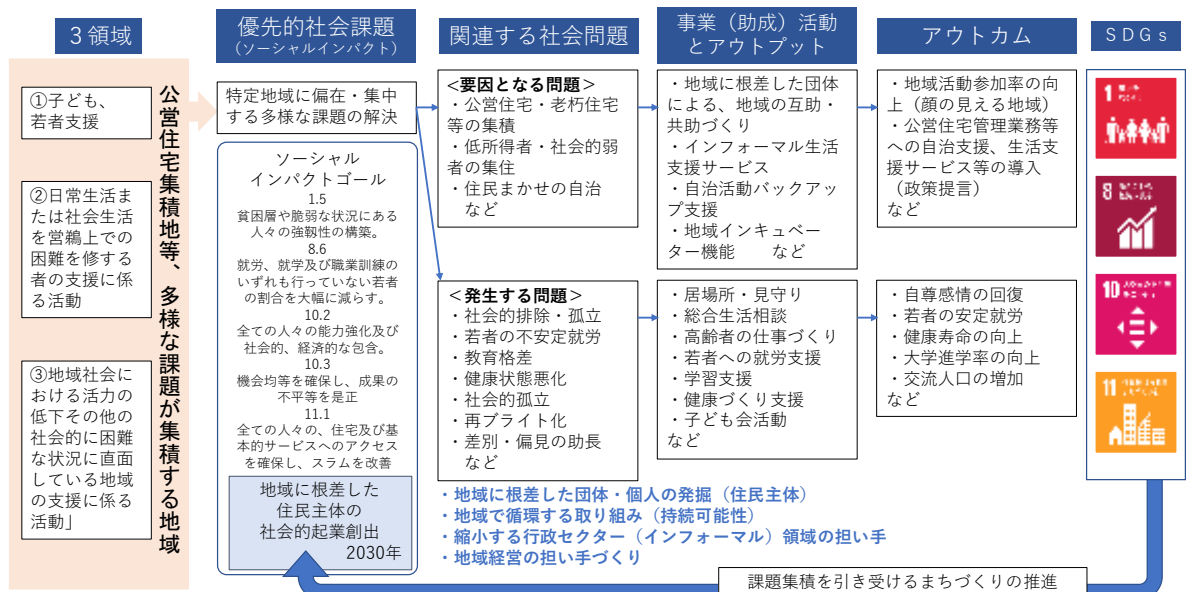 ３領域
①子ども、
若者支援
②日常生活ま
たは社会生活
を営鵜上での
困難を修する
者の支援に係
る活動
③地域社会に
おける活力の
低下その他の
社会的に困難
な状況に直面
している地域
の支援に係る
活動」
公営住宅集積地等、多様な課題が集積する地域
優先的社会課題
（ソーシャルインパクト）
特定地域に偏在・集中
する多様な課題の解決
ソーシャル
インパクトゴール
1.5
貧困層や脆弱な状況にある
人々の強靱性の構築。
8.6
就労、就学及び職業訓練の
いずれも行っていない若者
の割合を大幅に減らす。
10.2
全ての人々の能力強化及び
社会的、経済的な包含。
10.3
機会均等を確保し、成果の
不平等を是正
11.1
全ての人々の、住宅及び基
本的サービスへのアクセス
を確保し、スラムを改善
地域に根差した
住民主体の
社会的起業創出
2030年
関連する社会問題
＜要因となる問題＞
・公営住宅・老朽住宅
等の集積
・低所得者・社会的弱
者の集住
・住民まかせの自治
など
＜発生する問題＞
・社会的排除・孤立
・若者の不安定就労
・教育格差
・健康状態悪化
・社会的孤立
・再ブライト化
・差別・偏見の助長
など
事業（助成）活動
とアウトプット
・地域に根差した団体
による、地域の互助・
共助づくり
・インフォーマル生活
支援サービス
・自治活動バックアッ
プ支援
・地域インキュベー
ター機能 など
・居場所・見守り
・総合生活相談
・高齢者の仕事づくり
・若者への就労支援
・学習支援
・健康づくり支援
・子ども会活動
など
アウトカム
・地域活動参加率の向
上（顔の見える地域）
・公営住宅管理業務等
への自治支援、生活支
援サービス等の導入
（政策提言）
など
・自尊感情の回復
・若者の安定就労
・健康寿命の向上
・大学進学率の向上
・交流人口の増加
など
ＳＤＧｓ
1
8
10
11
・地域に根差した団体・個人の発掘（住民主体）
・地域で循環する取り組み（持続可能性）
・縮小する行政セクター（インフォーマル）領域の担い手
・地域経営の担い手づくり
課題集積を引き受けるまちづくりの推進